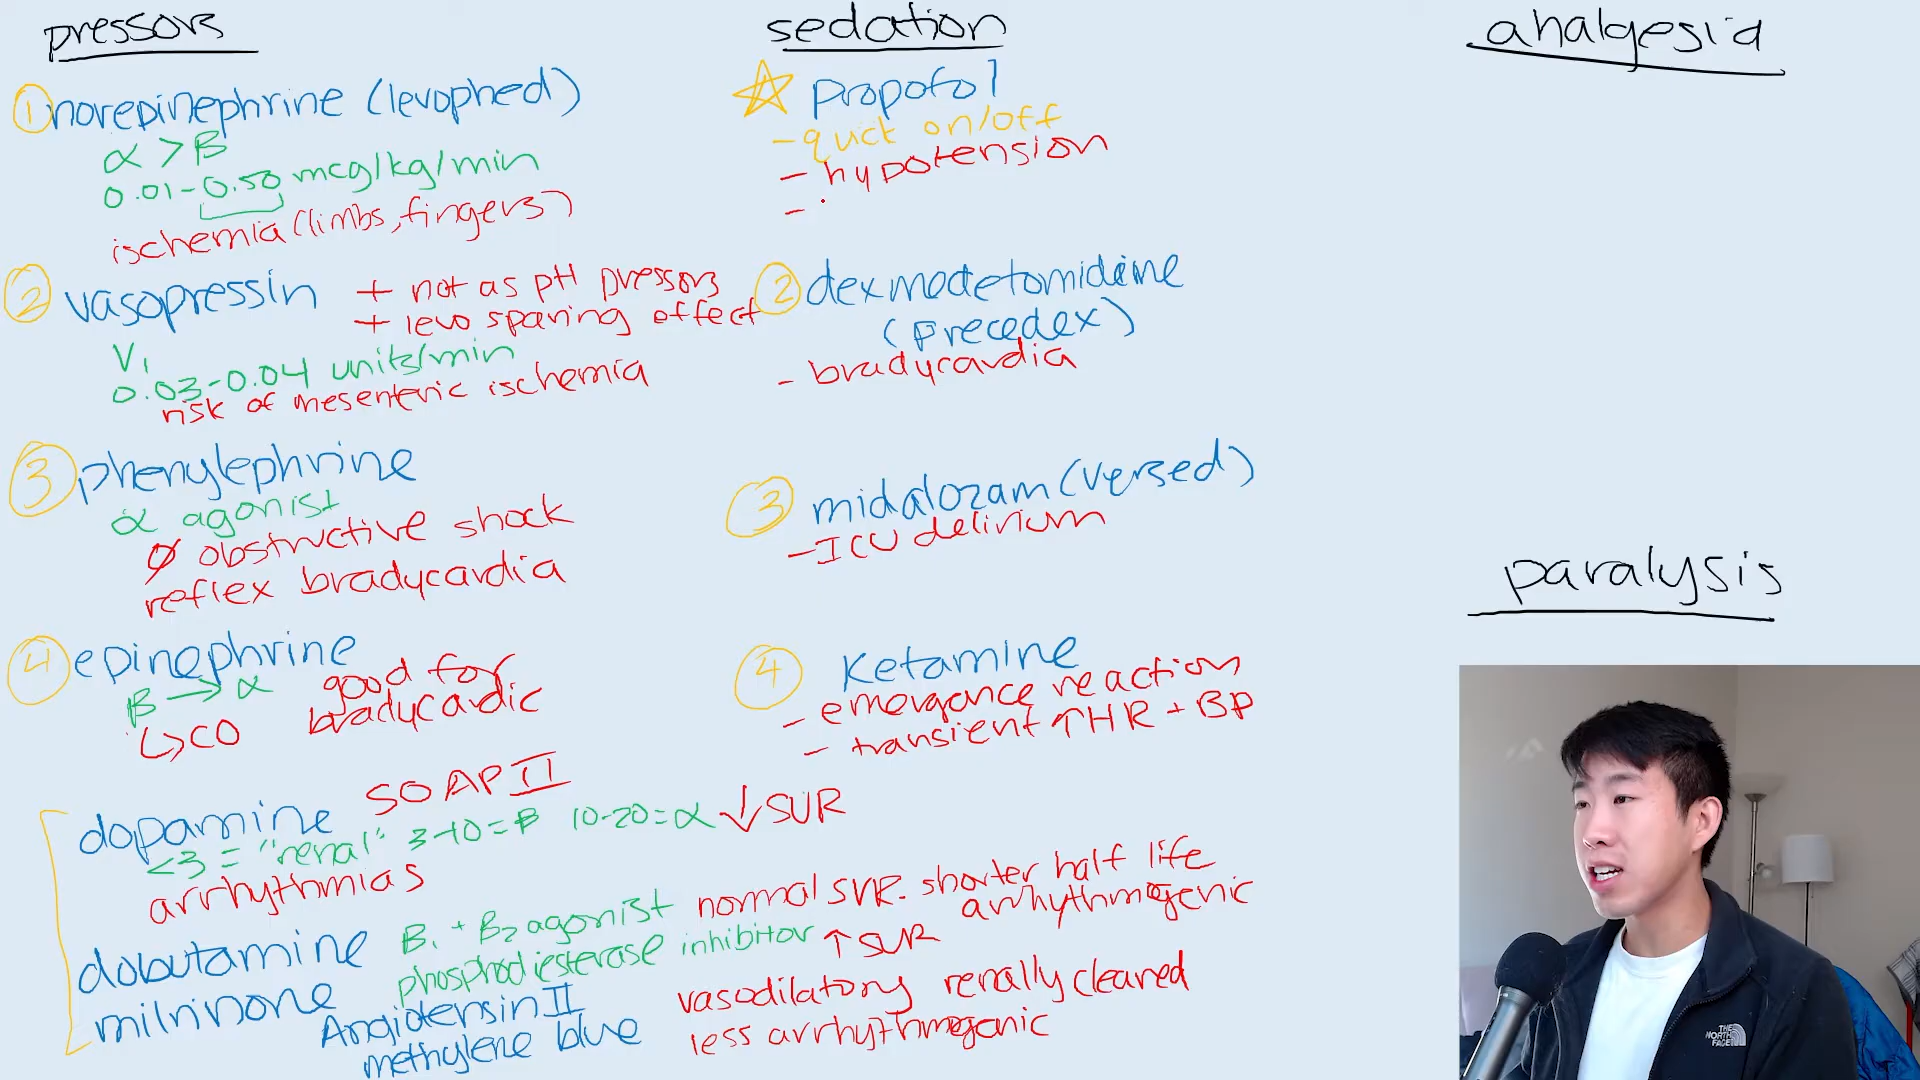 pressors
① norepinephrine (levophed)
α > β
0.01-0.50 mcg/kg/min
ischemia (limbs, fingers)
② vasopressin
+ not as pH pressors
+ levo sparing effect
V1
0.03-0.04 units/min
risk of mesenteric ischemia
③ phenylephrine
α agonist
Ø obstructive shock
reflex bradycardia
④ epinephrine
β → α
↳ CO
good for
bradycardic
dopamine
SOAP II
<3 = "renal" 3-10 = β 10-20 = α ↓ SVR
arrhythmias
dobutamine
β1 + β2 agonist
normal SVR. shorter half life
arrhythmogenic
milrinone
phosphodiesterase inhibitor
↑ SVR
vasodilatory renally cleared
less arrhythmogenic
Angiotensin II
methylene blue
sedation
☆ propofol
- quick on/off
- hypotension
-
② dexmedetomidine
(precedex)
- bradycardia
③ midalozam (versed)
- ICU delirium
④ Ketamine
- emergance reaction
- transient ↑HR + BP
analgesia
paralysis
THE
NORTH
FACE